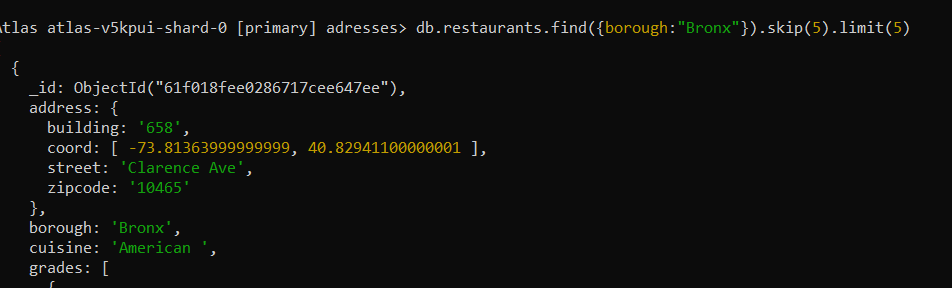 Atlas atlas-v5kpui-shard-0 [primary] adresses> db.restaurants.find({borough:"Bronx"}).skip(5).limit(5)
{
_id: ObjectId("61f018fee0286717cee647ee"),
address: {
building: '658',
coord: [ -73.81363999999999, 40.82941100000001 ],
street: 'Clarence Ave',
zipcode: '10465'
},
borough: 'Bronx',
cuisine: 'American ',
grades: [
{